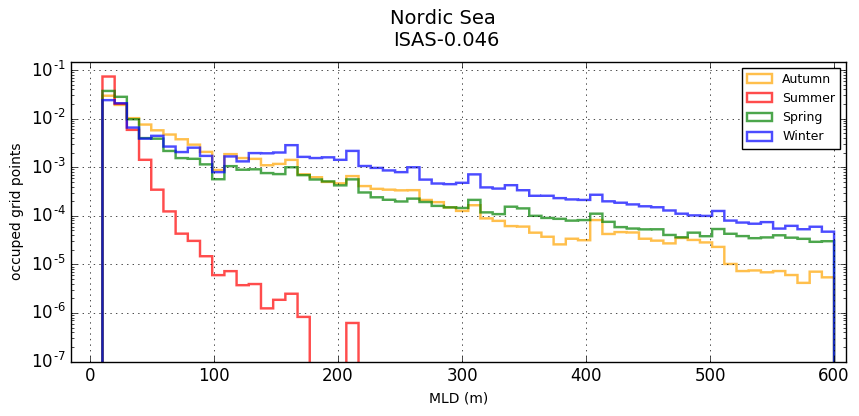 Nordic Sea
ISAS-0.046
10^-1
10^-2
10^-3
10^-4
10^-5
10^-6
10^-7
occuped grid points
Autumn
Summer
Spring
Winter
0 100 200 300 400 500 600
MLD (m)